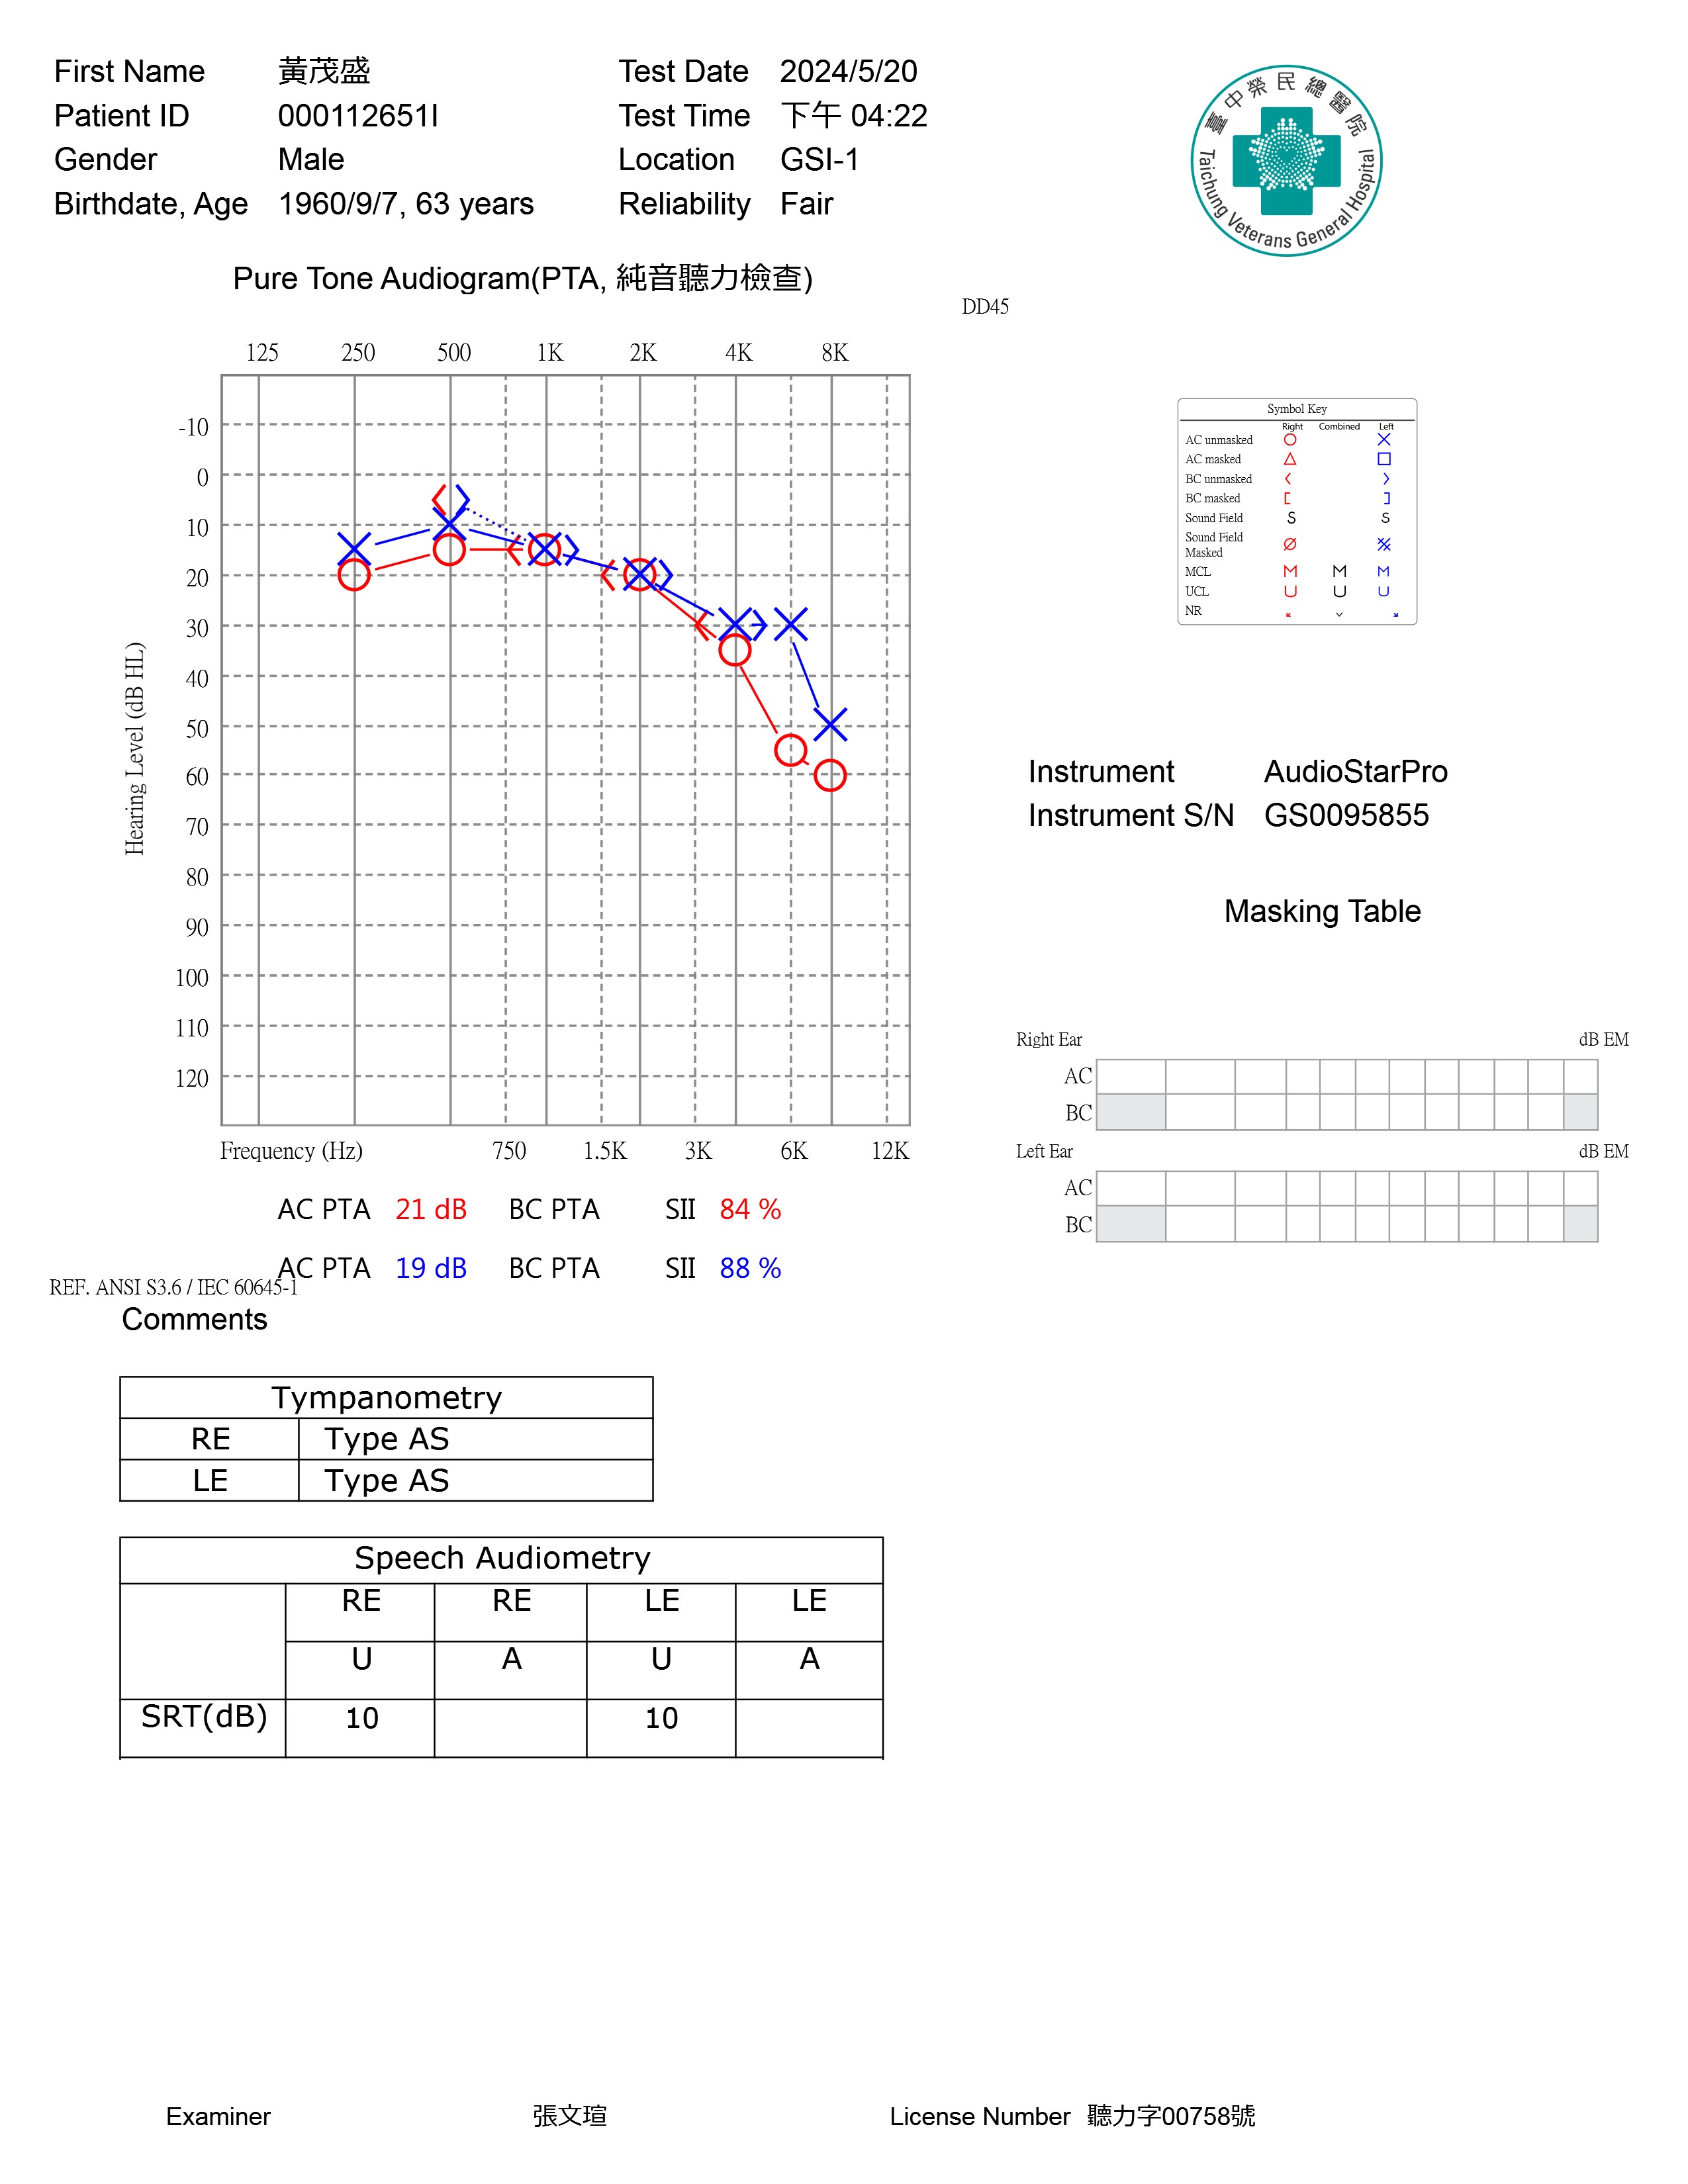 First Name 黃茂盛 Test Date 2024/5/20
Patient ID 000112651I Test Time 下午 04:22
Gender Male Location GSI-1
Birthdate, Age 1960/9/7, 63 years Reliability Fair
臺中榮民總醫院
Taichung Veterans General Hospital
Pure Tone Audiogram(PTA, 純音聽力檢查)
DD45
125 250 500 1K 2K 4K 8K
-10
0
10
20
30
40
50
60
70
80
90
100
110
120
Hearing Level (dB HL)
Frequency (Hz) 750 1.5K 3K 6K 12K
Symbol Key
Right Combined Left
AC unmasked
AC masked
BC unmasked
BC masked
Sound Field S S
Sound Field
Masked
MCL M M M
UCL U U U
NR
Instrument AudioStarPro
Instrument S/N GS0095855
Masking Table
Right Ear dB EM
AC
BC
Left Ear dB EM
AC
BC
AC PTA 21 dB BC PTA SII 84 %
AC PTA 19 dB BC PTA SII 88 %
REF. ANSI S3.6 / IEC 60645-1
Comments
Tympanometry
RE Type AS
LE Type AS
Speech Audiometry
RE RE LE LE
U A U A
SRT(dB) 10 10
Examiner 張文瑄 License Number 聽力字00758號